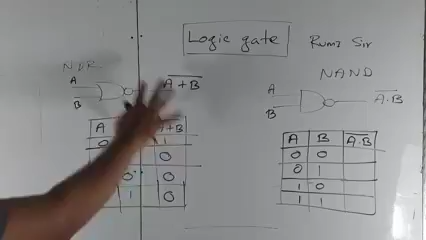 Logic gate
Rumi Sir
NOR
A
B
A+B
A A+B
0 1
0
0 0
1 0
NAND
A
B
A.B
A B A.B
0 0
0 1
1 0
1 1